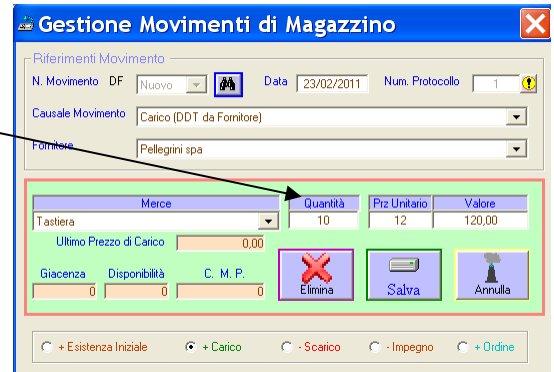 Gestione Movimenti di Magazzino
Riferimenti Movimento
N. Movimento DF Nuovo Data 23/02/2011 Num. Protocollo 1
Causale Movimento Carico (DDT da Fornitore)
Fornitore Pellegrini spa
Merce Quantità Prz Unitario Valore
Tastiera 10 12 120,00
Ultimo Prezzo di Carico 0,00
Giacenza Disponibilità C. M. P.
0 0 0
Elimina Salva Annulla
+ Esistenza Iniziale + Carico - Scarico - Impegno + Ordine